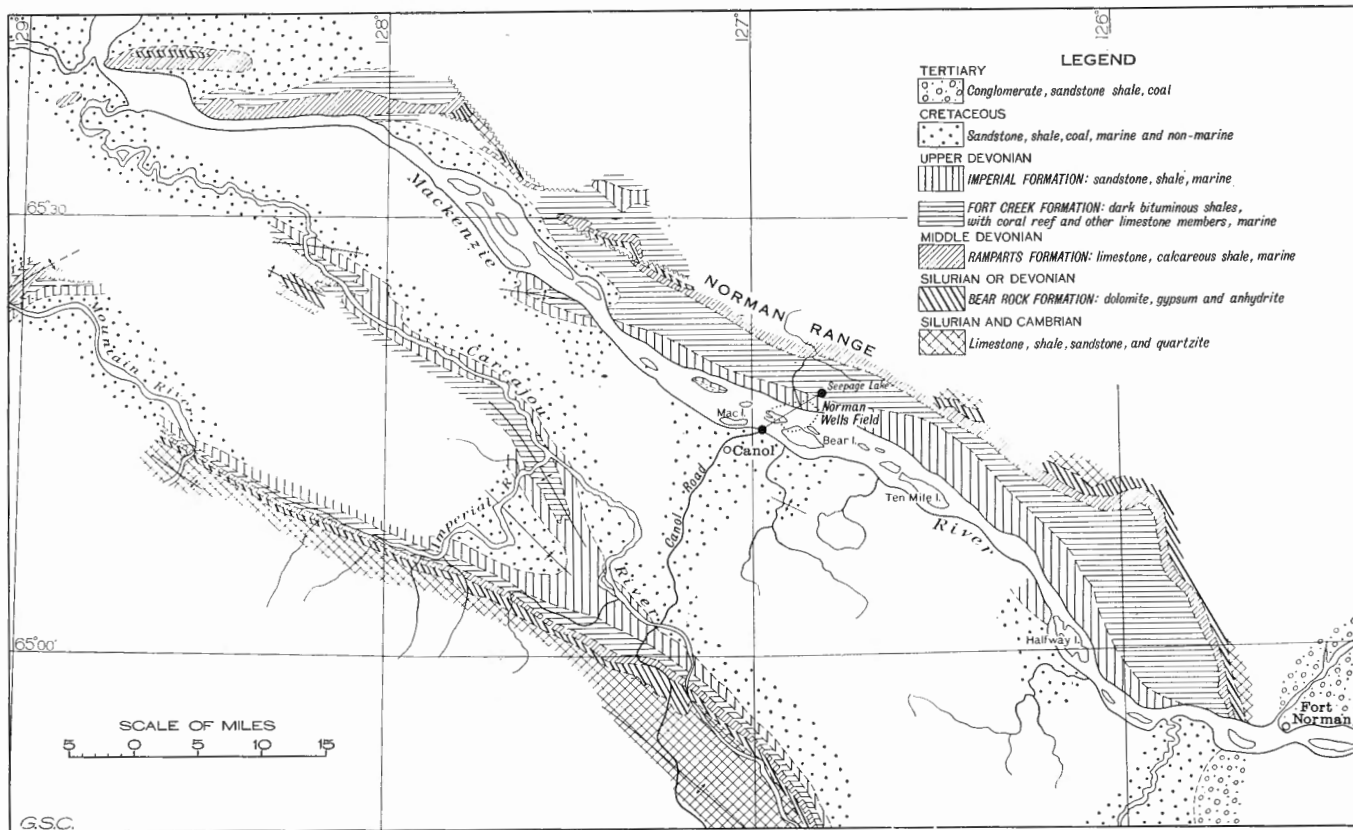 129°
128°
127°
126°
LEGEND
TERTIARY
Conglomerate, sandstone shale, coal
CRETACEOUS
Sandstone, shale, coal, marine and non-marine
UPPER DEVONIAN
IMPERIAL FORMATION: sandstone, shale, marine
FORT CREEK FORMATION: dark bituminous shales,
with coral reef and other limestone members, marine
MIDDLE DEVONIAN
RAMPARTS FORMATION: limestone, calcareous shale, marine
SILURIAN OR DEVONIAN
BEAR ROCK FORMATION: dolomite, gypsum and anhydrite
SILURIAN AND CAMBRIAN
Limestone, shale, sandstone, and quartzite
65°30'
Mackenzie
River
NORMAN RANGE
Mountain River
Carcajou
River
Seepage Lake
Norman
Wells Field
Mac I.
Bear I.
Canol
Canol Road
Ten Mile I.
Imperial R.
65°00'
Halfway I.
Fort
Norman
SCALE OF MILES
5 0 5 10 15
G.S.C.